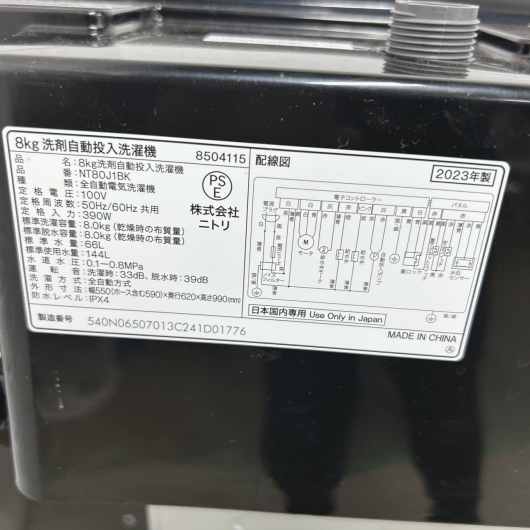 8kg 洗剤自動投入洗濯機 8504115
品 名：8kg洗剤自動投入洗濯機
品 番：NT80J1BK
種 類：全自動電気洗濯機
定格電圧：100V
定格周波数：50Hz/60Hz 共用
定格入力：390W
標準洗濯容量：8.0kg (乾燥時の布質量)
標準脱水容量：8.0kg (乾燥時の布質量)
標準水量：66L
標準使用水量：144L
水道水圧：0.1～0.8MPa
運転音：洗濯時：33dB, 脱水時：39dB
洗濯方式：全自動方式
外形寸法：幅550(ホース含む590)×奥行620×高さ990(mm)
防水レベル：IPX4
製造番号 540N06507013C241D01776
PS
E
株式会社
ニトリ
配線図
2023年製
電子コントローラー
パネル
電源
プラグ
M
モータ
日本国内専用 Use Only in Japan
MADE IN CHINA
A